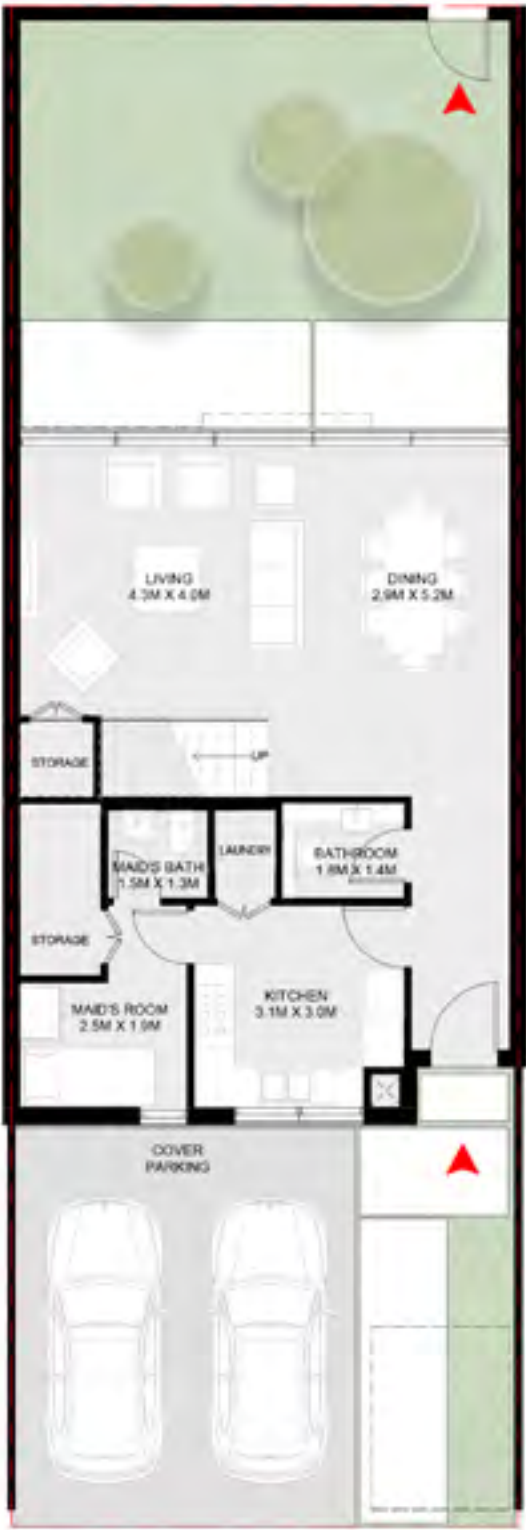 LIVING
4.3M X 4.0M
DINING
2.9M X 5.2M
STORAGE
UP
MAID'S BATH
1.5M X 1.3M
LAUNDRY
BATHROOM
1.8M X 1.4M
STORAGE
MAID'S ROOM
2.5M X 1.9M
KITCHEN
3.1M X 3.0M
COVER
PARKING